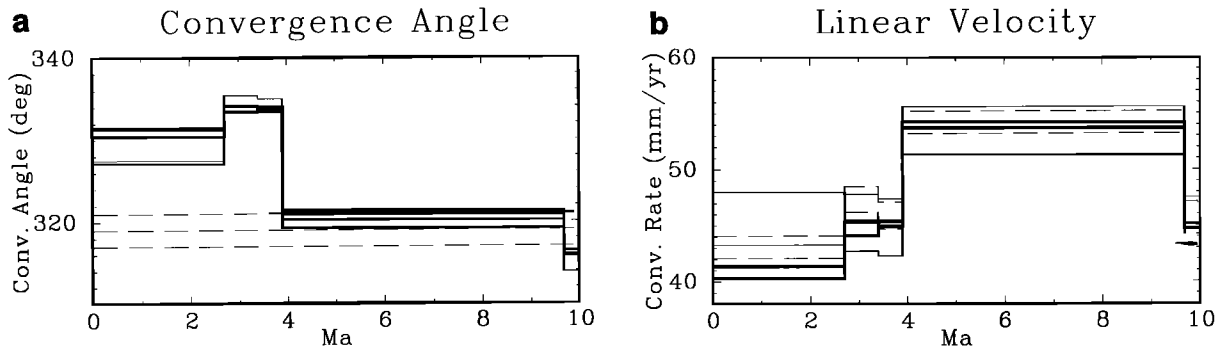 a Convergence Angle
340
320
Conv. Angle (deg)
0 2 4 6 8 10
Ma
b Linear Velocity
60
50
40
Conv. Rate (mm/yr)
0 2 4 6 8 10
Ma